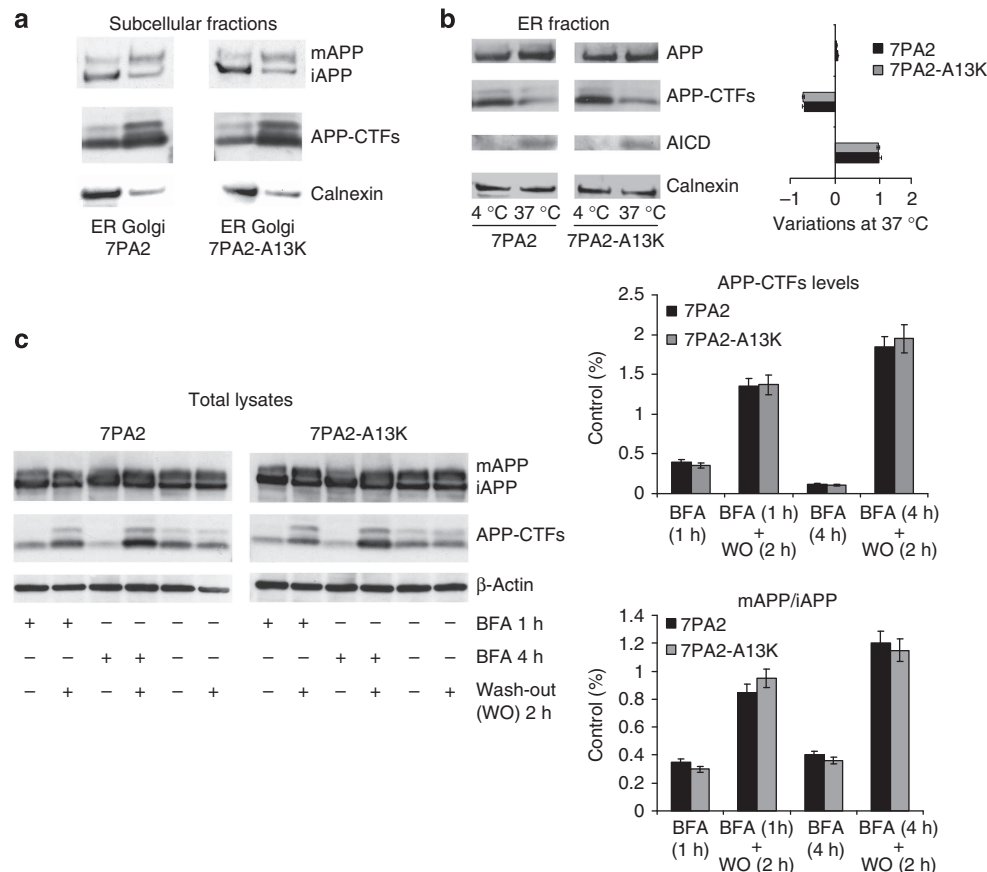 a
Subcellular fractions
mAPP
iAPP
APP-CTFs
Calnexin
ER Golgi ER Golgi
7PA2 7PA2-A13K
b
ER fraction
APP
APP-CTFs
AICD
Calnexin
4 °C 37 °C 4 °C 37 °C
7PA2 7PA2-A13K
7PA2
7PA2-A13K
–1 0 1 2
Variations at 37 °C
c
Total lysates
7PA2 7PA2-A13K
mAPP
iAPP
APP-CTFs
β-Actin
+ + – – – – + + – – – – BFA 1 h
– – + + – – – – + + – – BFA 4 h
– + – + – + – + – + – + Wash-out
(WO) 2 h
APP-CTFs levels
7PA2
7PA2-A13K
Control (%)
2.5
2
1.5
1
0.5
0
BFA BFA (1 h) BFA BFA (4 h)
(1 h) + (4 h) +
WO (2 h) WO (2 h)
mAPP/iAPP
7PA2
7PA2-A13K
Control (%)
1.4
1.2
1
0.8
0.6
0.4
0.2
0
BFA BFA (1h) BFA BFA (4 h)
(1 h) + (4 h) +
WO (2 h) WO (2 h)